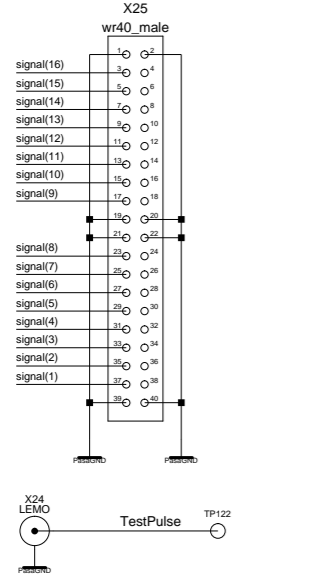 X25
wr40_male
1 2
signal(16) 3 4
signal(15) 5 6
signal(14) 7 8
signal(13) 9 10
signal(12) 11 12
signal(11) 13 14
signal(10) 15 16
signal(9) 17 18
19 20
21 22
signal(8) 23 24
signal(7) 25 26
signal(6) 27 28
signal(5) 29 30
signal(4) 31 32
signal(3) 33 34
signal(2) 35 36
signal(1) 37 38
39 40
PasaGND PasaGND
X24
LEMO
TestPulse TP122
PasaGND